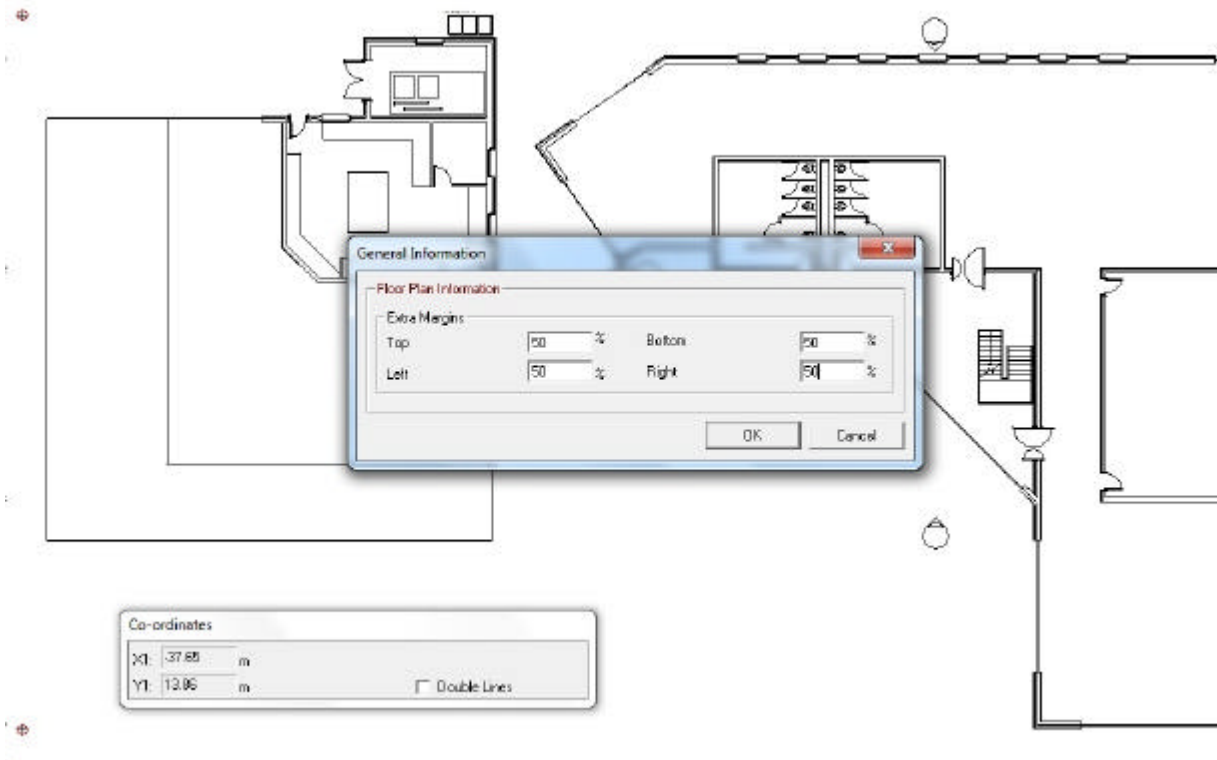 General Information
Floor Plan Information
Extra Margins
Top 50 % Bottom 50 %
Left 50 % Right 50 %
OK Cancel
Co-ordinates
X1: -37.65 m
Y1: 13.86 m Double Lines